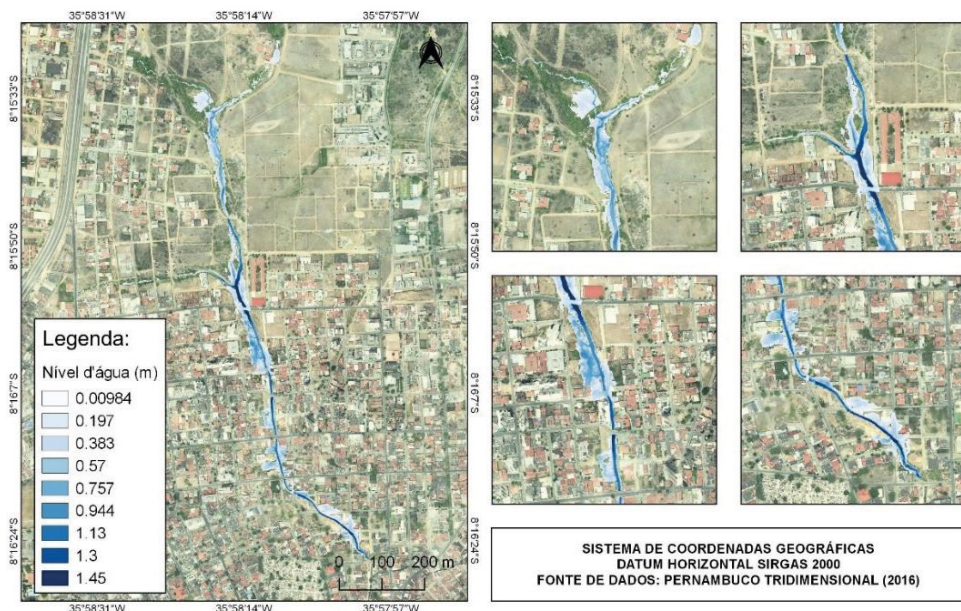 35°58'31"W
35°58'14"W
35°57'57"W
8°15'33"S
8°15'33"S
8°15'50"S
8°15'50"S
8°16'7"S
8°16'7"S
8°16'24"S
8°16'24"S
Legenda:
Nível d'água (m)
0.00984
0.197
0.383
0.57
0.757
0.944
1.13
1.3
1.45
0 100 200 m
35°58'31"W
35°58'14"W
35°57'57"W
SISTEMA DE COORDENADAS GEOGRÁFICAS
DATUM HORIZONTAL SIRGAS 2000
FONTE DE DADOS: PERNAMBUCO TRIDIMENSIONAL (2016)